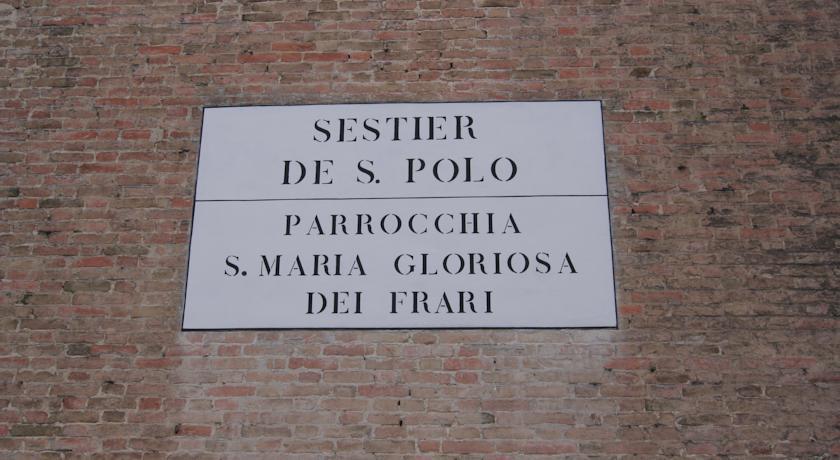 SESTIER
DE S. POLO
PARROCCHIA
S. MARIA GLORIOSA
DEI FRARI